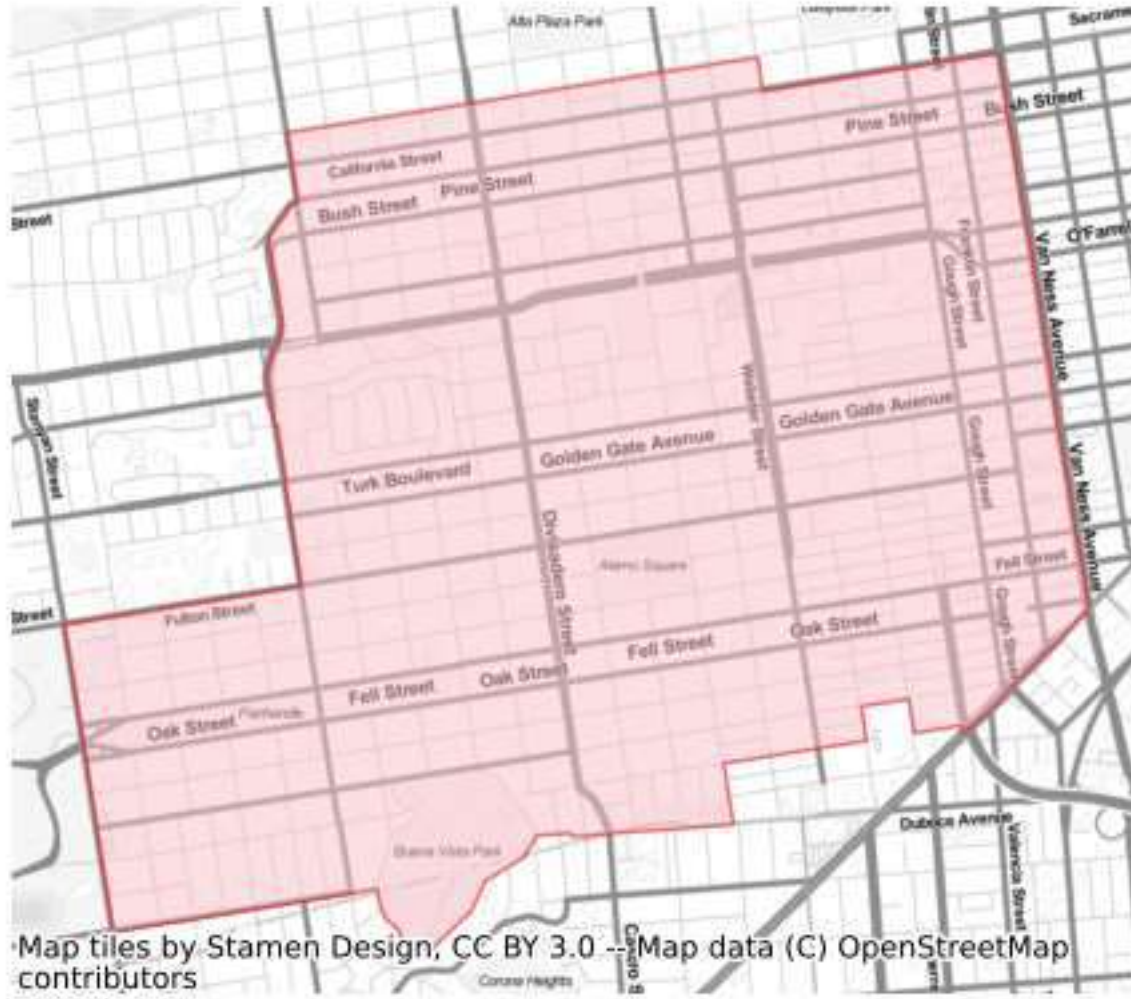 Alta Plaza Park
Sacrame
Bush Street
Pine Street
California Street
Pine Street
Bush Street
Street
O'Farrel
Franklin Street
Gough Street
Van Ness Avenue
Webster Street
Stanyan Street
Golden Gate Avenue
Golden Gate Avenue
Turk Boulevard
Gough Street
Van Ness Avenue
Divisadero Street
Alamo Square
Fell Street
Street
Fulton Street
Gough Street
Oak Street
Fell Street
Oak Street
Fell Street
Oak Street
Panhandle
Buena Vista Park
Duboce Avenue
Valencia Street
Map tiles by Stamen Design, CC BY 3.0 -- Map data (C) OpenStreetMap
contributors
Castro S
Corona Heights